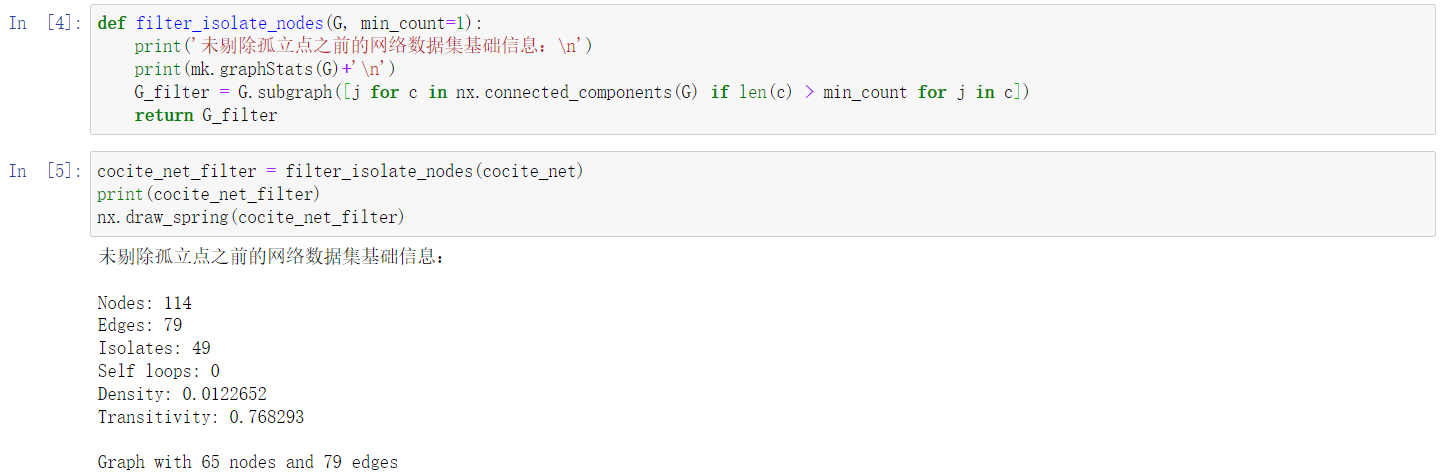 In [4]: def filter_isolate_nodes(G, min_count=1):
    print('未剔除孤立点之前的网络数据集基础信息：\n')
    print(mk.graphStats(G)+'\n')
    G_filter = G.subgraph([j for c in nx.connected_components(G) if len(c) > min_count for j in c])
    return G_filter
In [5]: cocite_net_filter = filter_isolate_nodes(cocite_net)
print(cocite_net_filter)
nx.draw_spring(cocite_net_filter)
未剔除孤立点之前的网络数据集基础信息：
Nodes: 114
Edges: 79
Isolates: 49
Self loops: 0
Density: 0.0122652
Transitivity: 0.768293
Graph with 65 nodes and 79 edges